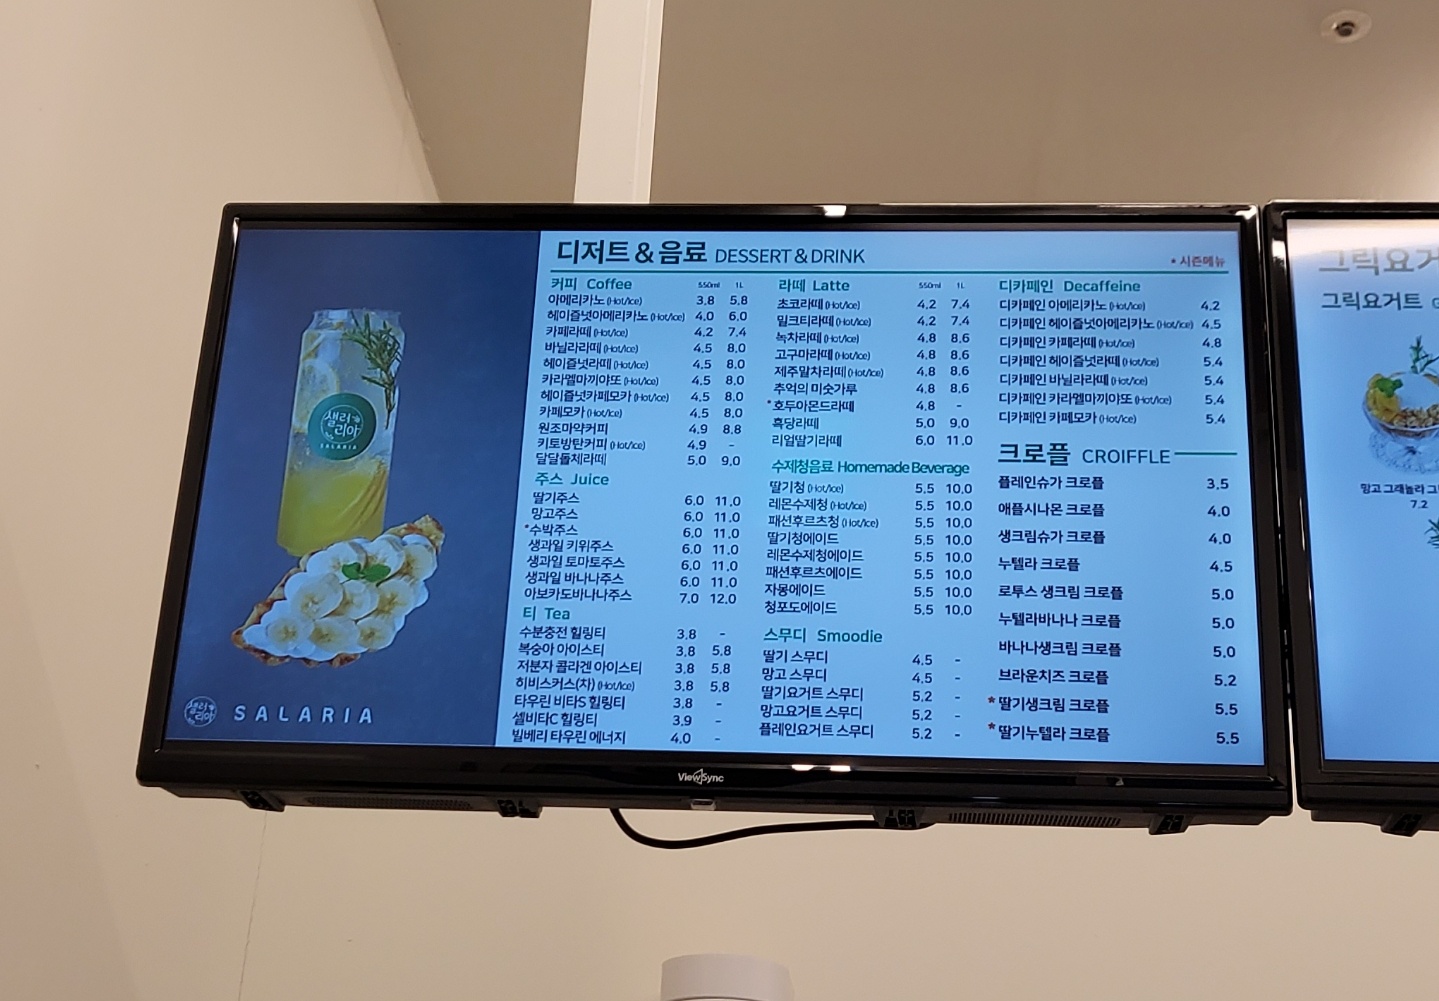 디저트&음료 DESSERT&DRINK
* 시즌메뉴
커피 Coffee 550ml 1L
아메리카노 (Hot/Ice) 3.8 5.8
헤이즐넛아메리카노 (Hot/Ice) 4.0 6.0
카페라떼 (Hot/Ice) 4.2 7.4
바닐라라떼 (Hot/Ice) 4.5 8.0
헤이즐넛라떼 (Hot/Ice) 4.5 8.0
카라멜마끼야또 (Hot/Ice) 4.5 8.0
헤이즐넛카페모카 (Hot/Ice) 4.5 8.0
카페모카 (Hot/Ice) 4.5 8.0
원조마약커피 4.9 8.8
키토방탄커피 (Hot/Ice) 4.9 -
달달돌체라떼 5.0 9.0
주스 Juice
딸기주스 6.0 11.0
망고주스 6.0 11.0
*수박주스 6.0 11.0
생과일 키위주스 6.0 11.0
생과일 토마토주스 6.0 11.0
생과일 바나나주스 6.0 11.0
아보카도바나나주스 7.0 12.0
티 Tea
수분충전 힐링티 3.8 -
복숭아 아이스티 3.8 5.8
저분자 콜라겐 아이스티 3.8 5.8
히비스커스(차) (Hot/Ice) 3.8 5.8
타우린 비타S 힐링티 3.8 -
셀비타C 힐링티 3.9 -
빌베리 타우린 에너지 4.0 -
라떼 Latte 550ml 1L
초코라떼 (Hot/Ice) 4.2 7.4
밀크티라떼 (Hot/Ice) 4.2 7.4
녹차라떼 (Hot/Ice) 4.8 8.6
고구마라떼 (Hot/Ice) 4.8 8.6
제주말차라떼 (Hot/Ice) 4.8 8.6
추억의 미숫가루 4.8 8.6
*호두아몬드라떼 4.8 -
흑당라떼 5.0 9.0
리얼딸기라떼 6.0 11.0
수제청음료 Homemade Beverage
딸기청 (Hot/Ice) 5.5 10.0
레몬수제청 (Hot/Ice) 5.5 10.0
패션후르츠청 (Hot/Ice) 5.5 10.0
딸기청에이드 5.5 10.0
레몬수제청에이드 5.5 10.0
패션후르츠에이드 5.5 10.0
자몽에이드 5.5 10.0
청포도에이드 5.5 10.0
스무디 Smoodie
딸기 스무디 4.5 -
망고 스무디 4.5 -
딸기요거트 스무디 5.2 -
망고요거트 스무디 5.2 -
플레인요거트 스무디 5.2 -
디카페인 Decaffeine
디카페인 아메리카노 (Hot/Ice) 4.2
디카페인 헤이즐넛아메리카노 (Hot/Ice) 4.5
디카페인 카페라떼 (Hot/Ice) 4.8
디카페인 헤이즐넛라떼 (Hot/Ice) 5.4
디카페인 바닐라라떼 (Hot/Ice) 5.4
디카페인 카라멜마끼야또 (Hot/Ice) 5.4
디카페인 카페모카 (Hot/Ice) 5.4
크로플 CROIFFLE
플레인슈가 크로플 3.5
애플시나몬 크로플 4.0
생크림슈가 크로플 4.0
누텔라 크로플 4.5
로투스 생크림 크로플 5.0
누텔라바나나 크로플 5.0
바나나생크림 크로플 5.0
브라운치즈 크로플 5.2
*딸기생크림 크로플 5.5
*딸기누텔라 크로플 5.5
샐러리아
SALARIA
샐러리아 SALARIA
ViewSync
그릭요거
그릭요거트 G
망고 그래놀라 그
7.2